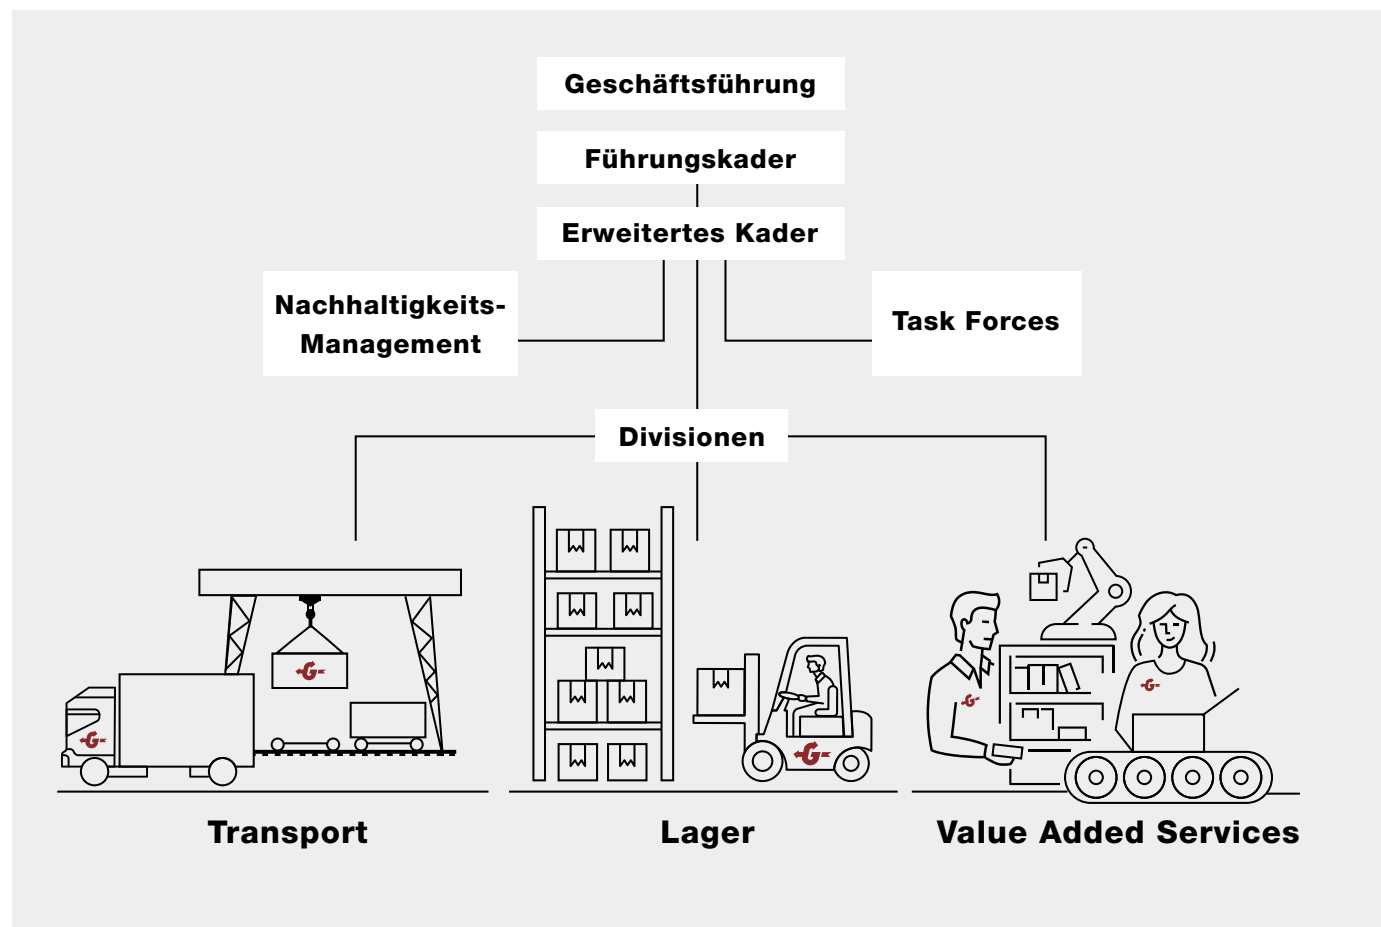 Geschäftsführung
Führungskader
Erweitertes Kader
Nachhaltigkeits-
Management
Task Forces
Divisionen
Transport
Lager
Value Added Services